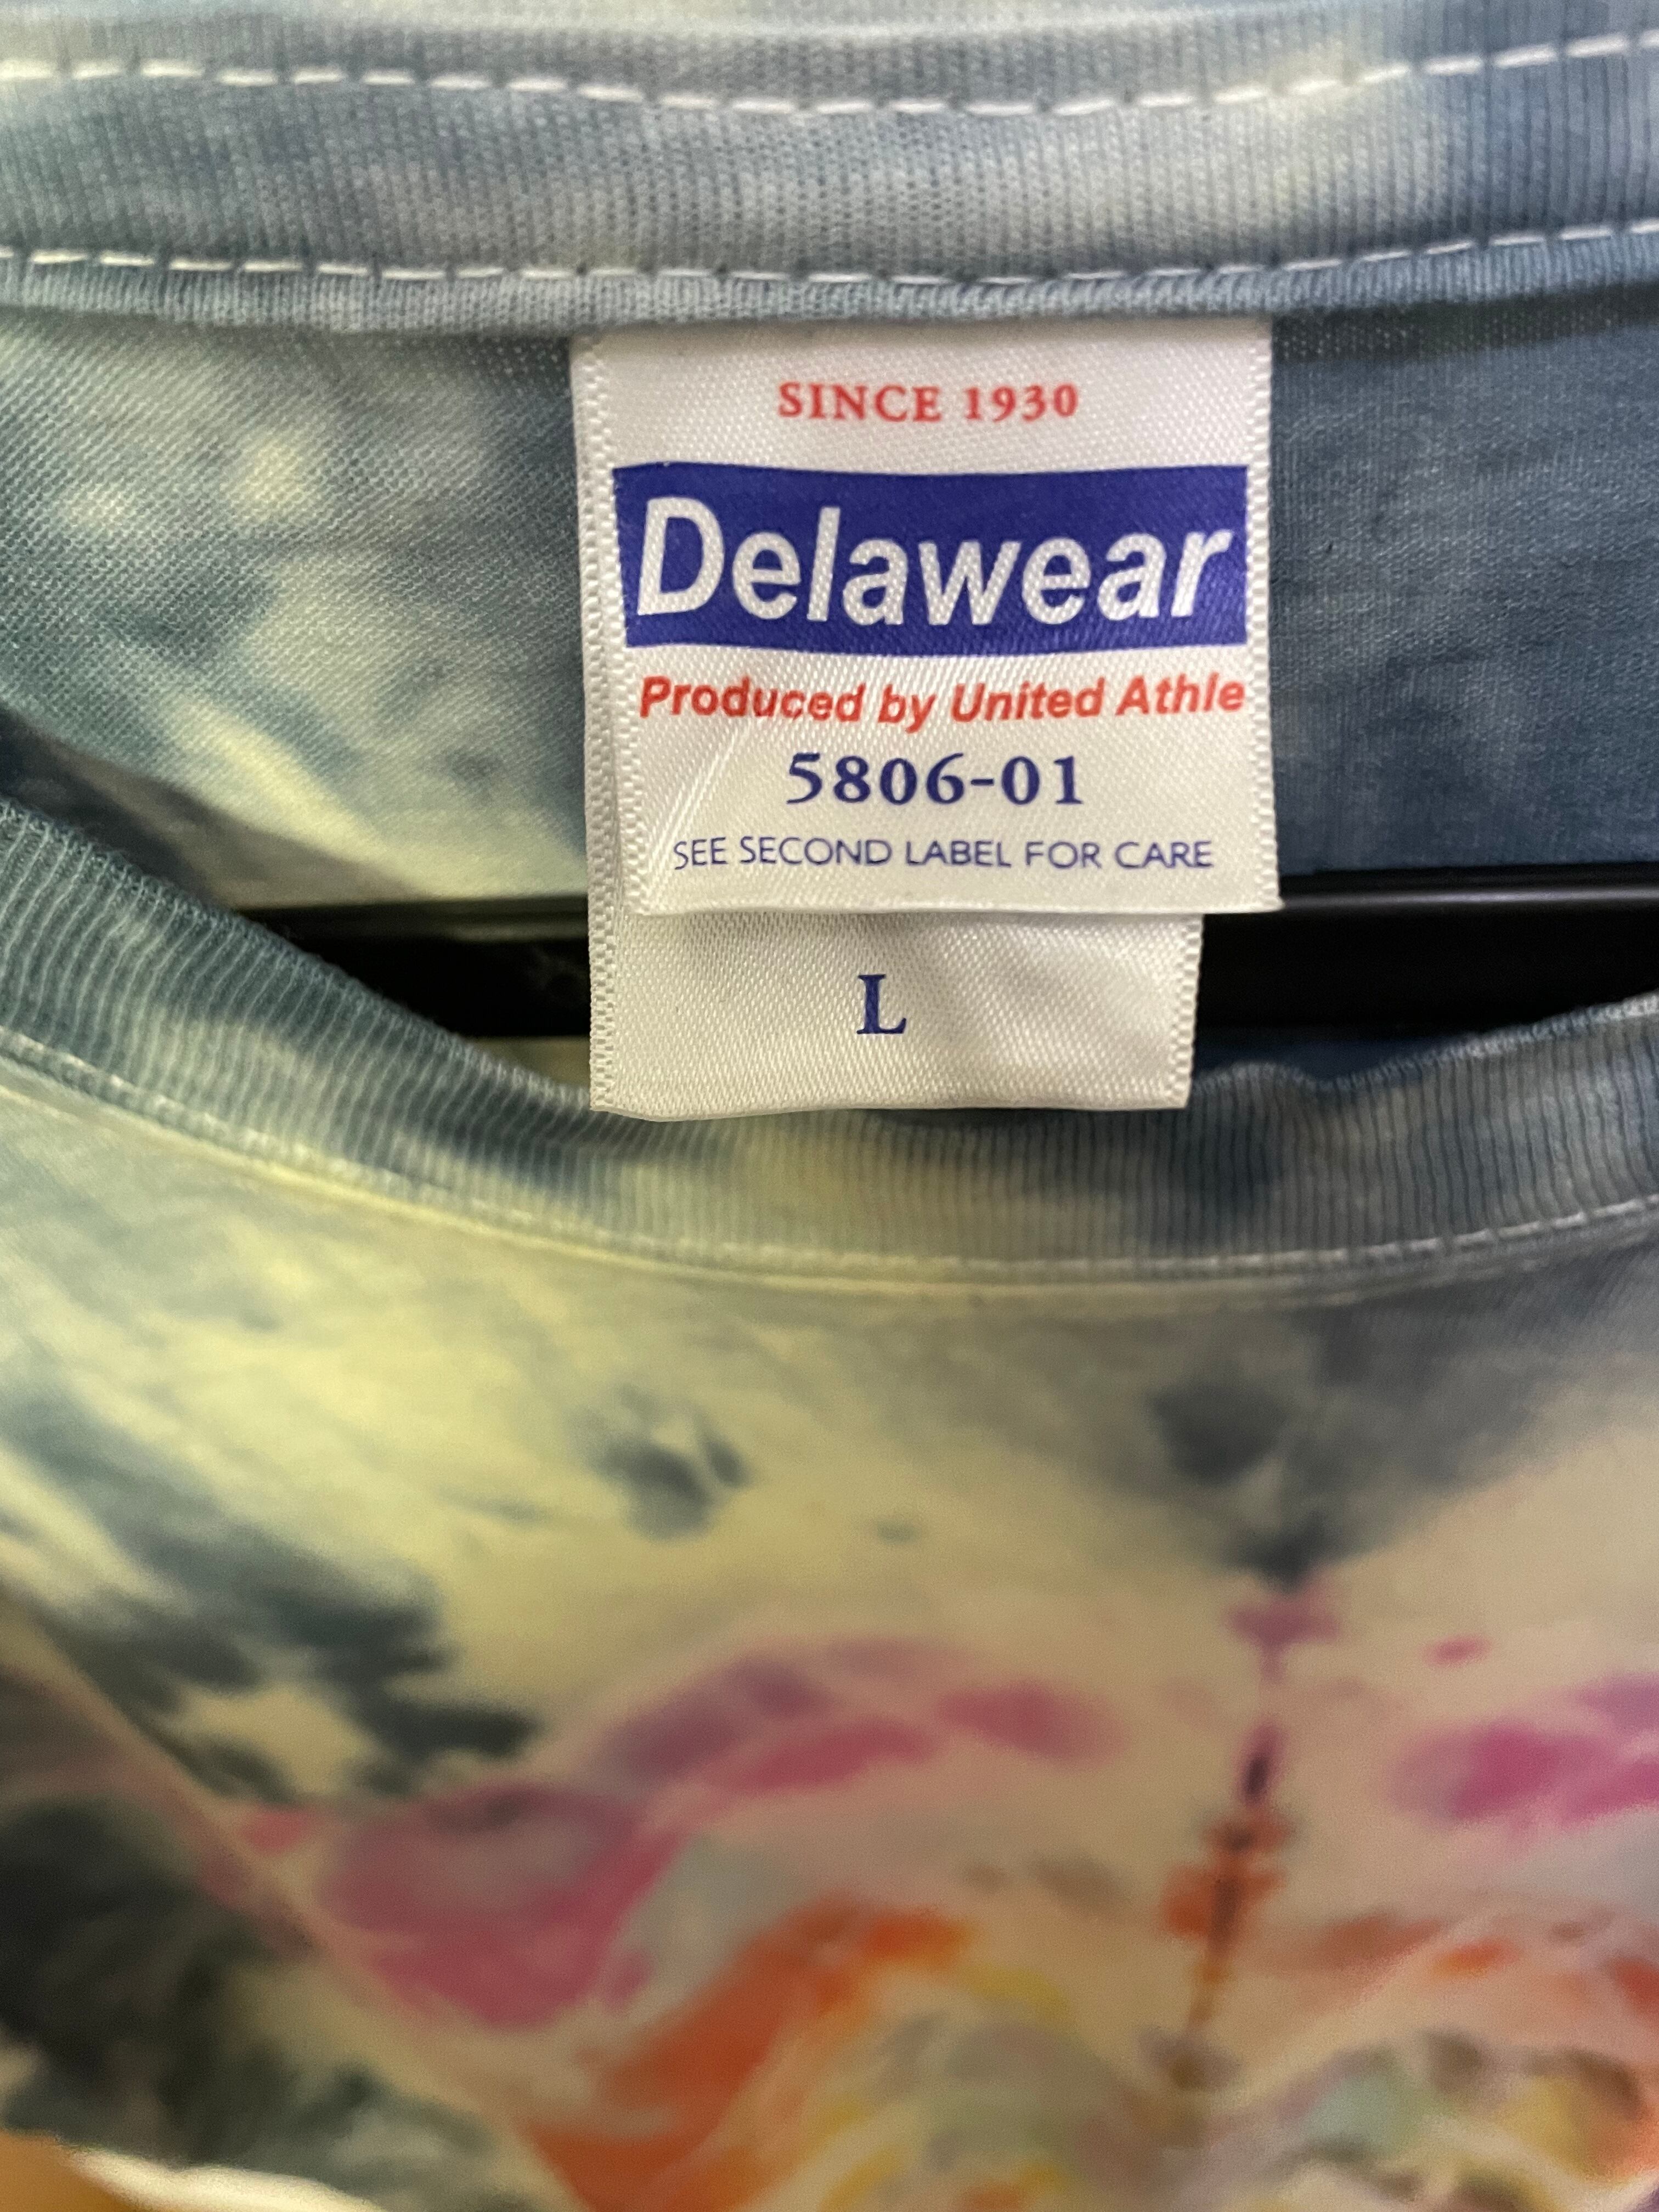 SINCE 1930
Delawear
Produced by United Athle
5806-01
SEE SECOND LABEL FOR CARE
L